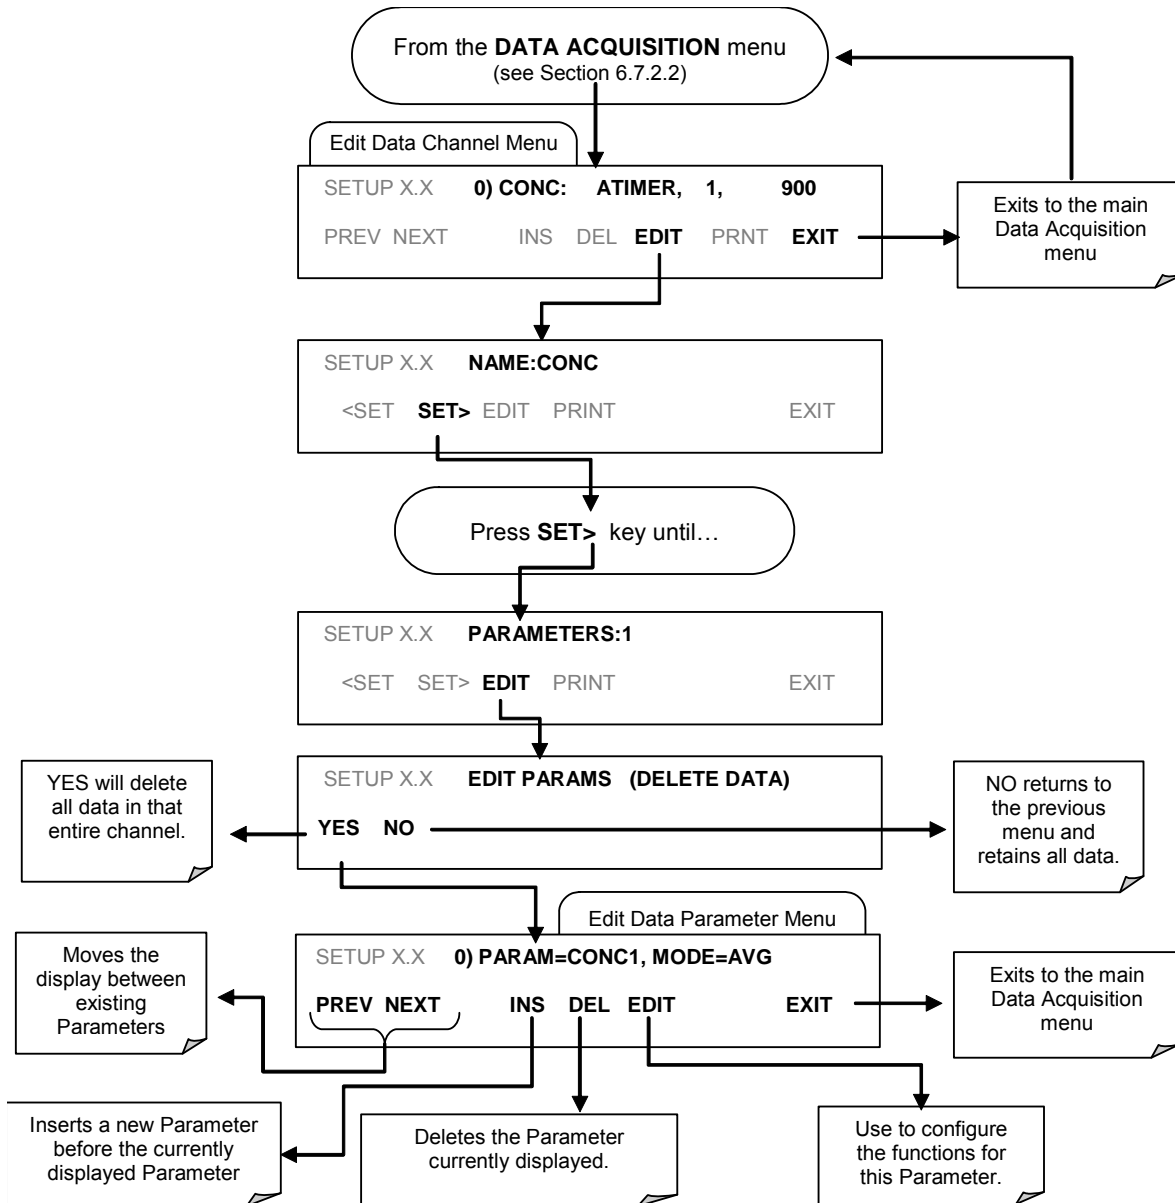 From the DATA ACQUISITION menu
(see Section 6.7.2.2)
Edit Data Channel Menu
SETUP X.X 0) CONC: ATIMER, 1, 900
PREV NEXT INS DEL EDIT PRNT EXIT
Exits to the main
Data Acquisition
menu
SETUP X.X NAME:CONC
<SET SET> EDIT PRINT EXIT
Press SET> key until…
SETUP X.X PARAMETERS:1
<SET SET> EDIT PRINT EXIT
YES will delete
all data in that
entire channel.
SETUP X.X EDIT PARAMS (DELETE DATA)
YES NO
NO returns to
the previous
menu and
retains all data.
Edit Data Parameter Menu
Moves the
display between
existing
Parameters
SETUP X.X 0) PARAM=CONC1, MODE=AVG
PREV NEXT INS DEL EDIT EXIT
Exits to the main
Data Acquisition
menu
Inserts a new Parameter
before the currently
displayed Parameter
Deletes the Parameter
currently displayed.
Use to configure
the functions for
this Parameter.